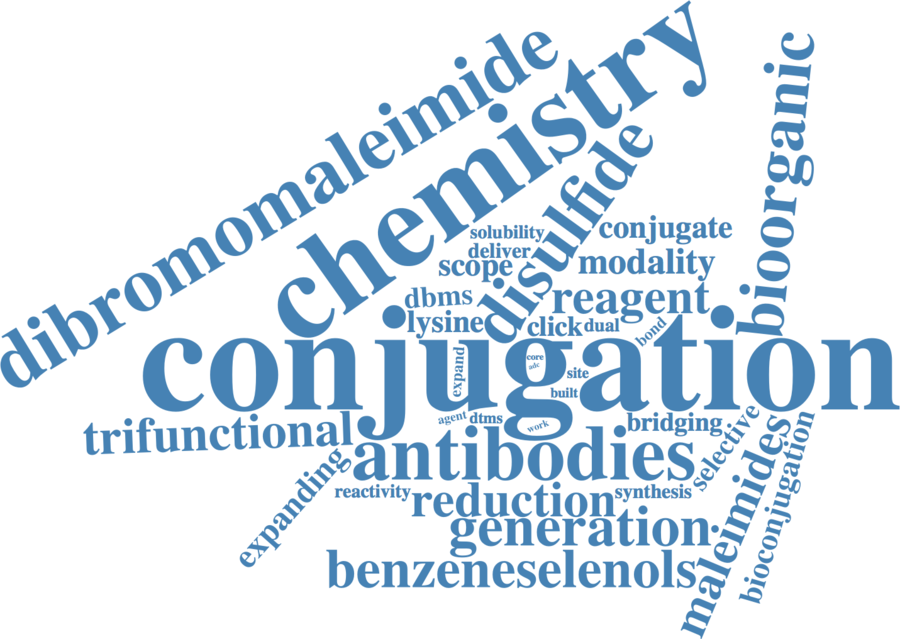 dibromomaleimide
chemistry
bioorganic
disulfide
solubility
conjugate
deliver
scope
modality
dbms
reagent
lysine
click
dual
bond
conjugation
expand
core
adc
site
built
agent
dtms
work
trifunctional
bridging
antibodies
selective
maleimides
bioconjugation
expanding
reactivity
reduction
synthesis
generation
benzeneselenols